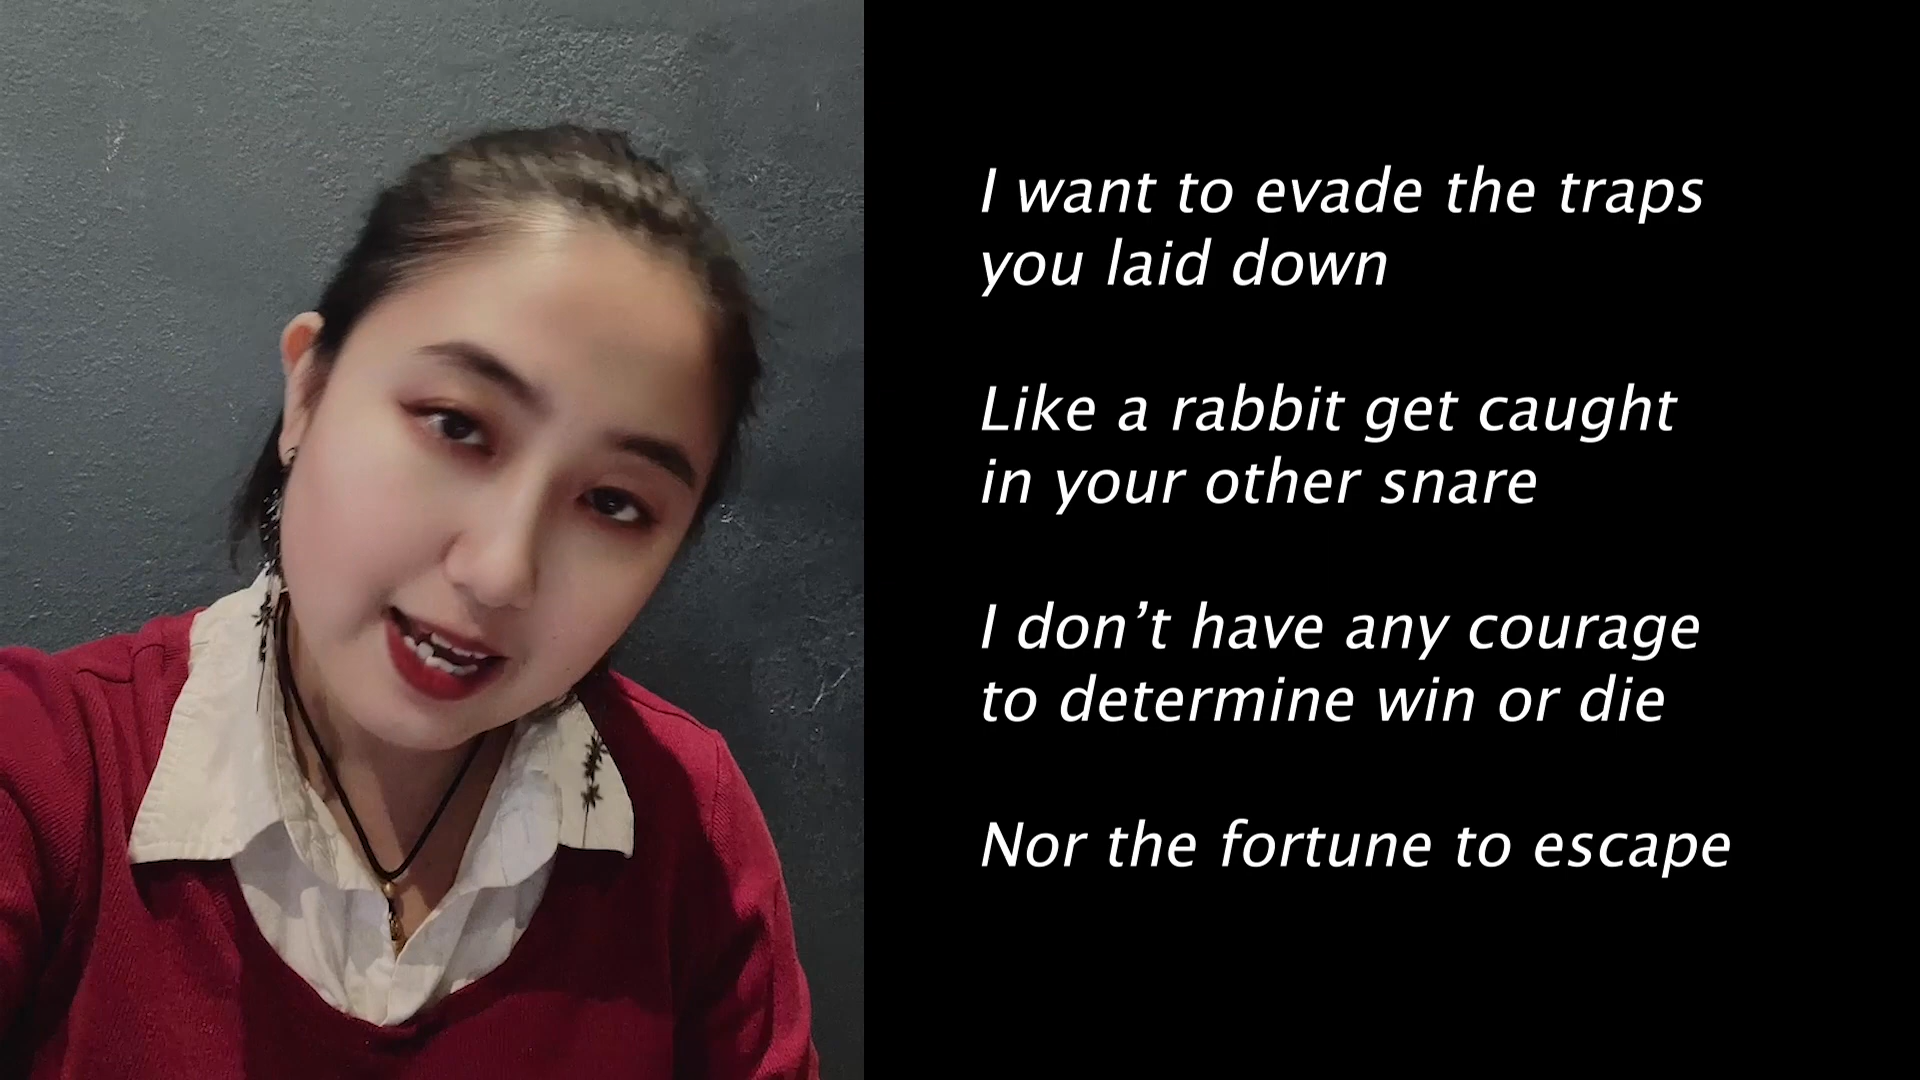 I want to evade the traps
you laid down
Like a rabbit get caught
in your other snare
I don’t have any courage
to determine win or die
Nor the fortune to escape